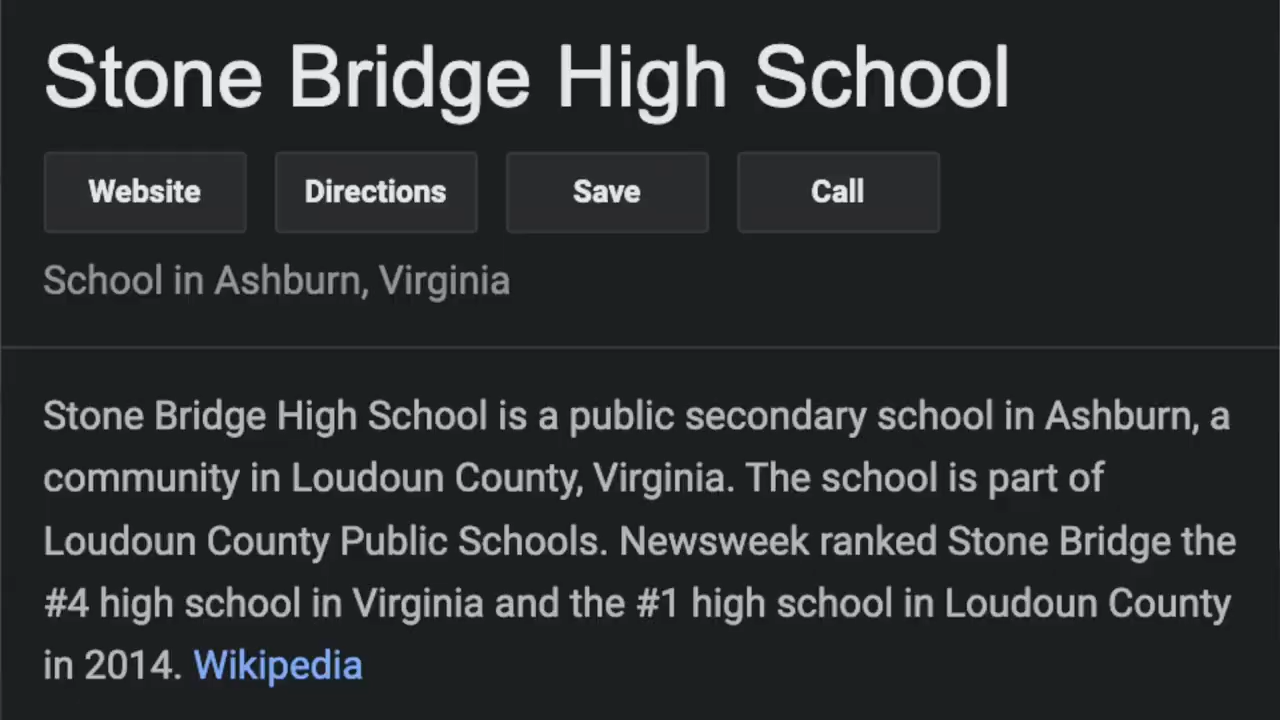 Stone Bridge High School
Website Directions Save Call
School in Ashburn, Virginia
Stone Bridge High School is a public secondary school in Ashburn, a
community in Loudoun County, Virginia. The school is part of
Loudoun County Public Schools. Newsweek ranked Stone Bridge the
#4 high school in Virginia and the #1 high school in Loudoun County
in 2014. Wikipedia